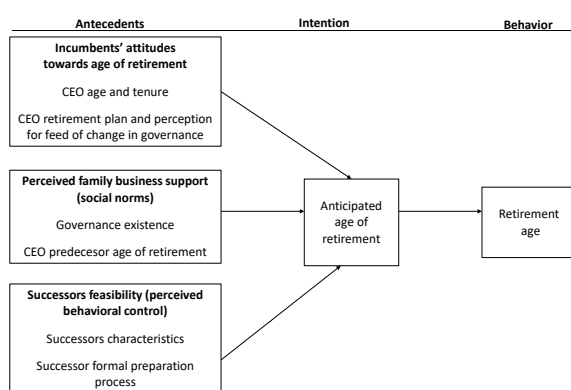 Antecedents
Intention
Behavior
Incumbents' attitudes
towards age of retirement
CEO age and tenure
CEO retirement plan and perception
for feed of change in governance
Perceived family business support
(social norms)
Governance existence
CEO predecesor age of retirement
Successors feasibility (perceived
behavioral control)
Successors characteristics
Successor formal preparation
process
Anticipated
age of
retirement
Retirement
age